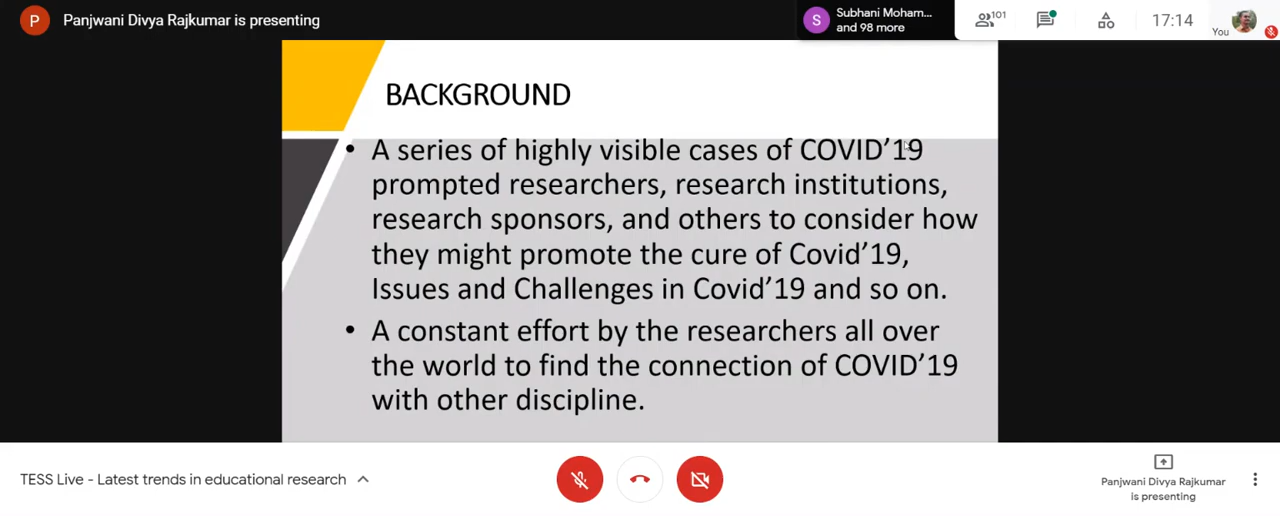 P Panjwani Divya Rajkumar is presenting
S Subhani Moham...
and 98 more
101
17:14
You
BACKGROUND
• A series of highly visible cases of COVID'19
prompted researchers, research institutions,
research sponsors, and others to consider how
they might promote the cure of Covid'19,
Issues and Challenges in Covid'19 and so on.
• A constant effort by the researchers all over
the world to find the connection of COVID'19
with other discipline.
TESS Live - Latest trends in educational research
Panjwani Divya Rajkumar
is presenting